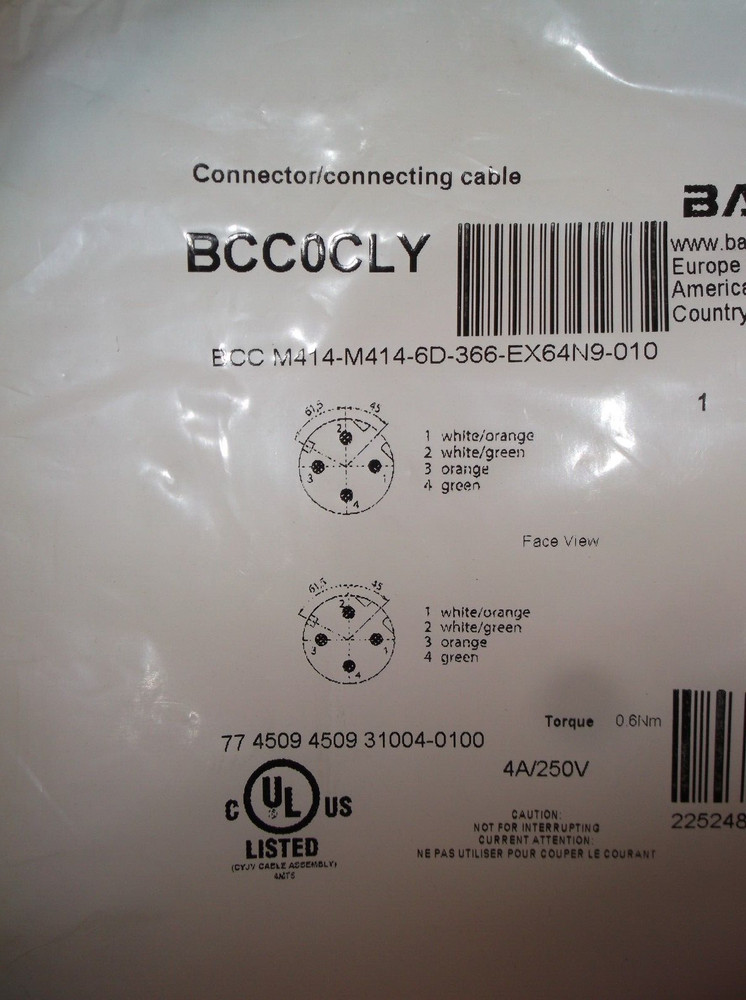 Connector/connecting cable
BA
BCC0CLY
www.ba
Europe
America
Country
BCC M414-M414-6D-366-EX64N9-010
1
61,5 45
2
3 1
4
1 white/orange
2 white/green
3 orange
4 green
Face View
61,5 45
2
3 1
4
1 white/orange
2 white/green
3 orange
4 green
Torque 0.6Nm
77 4509 4509 31004-0100
4A/250V
C UL US
LISTED
(CYJV CABLE ASSEMBLY)
225248
CAUTION:
NOT FOR INTERRUPTING
CURRENT ATTENTION:
NE PAS UTILISER POUR COUPER LE COURANT